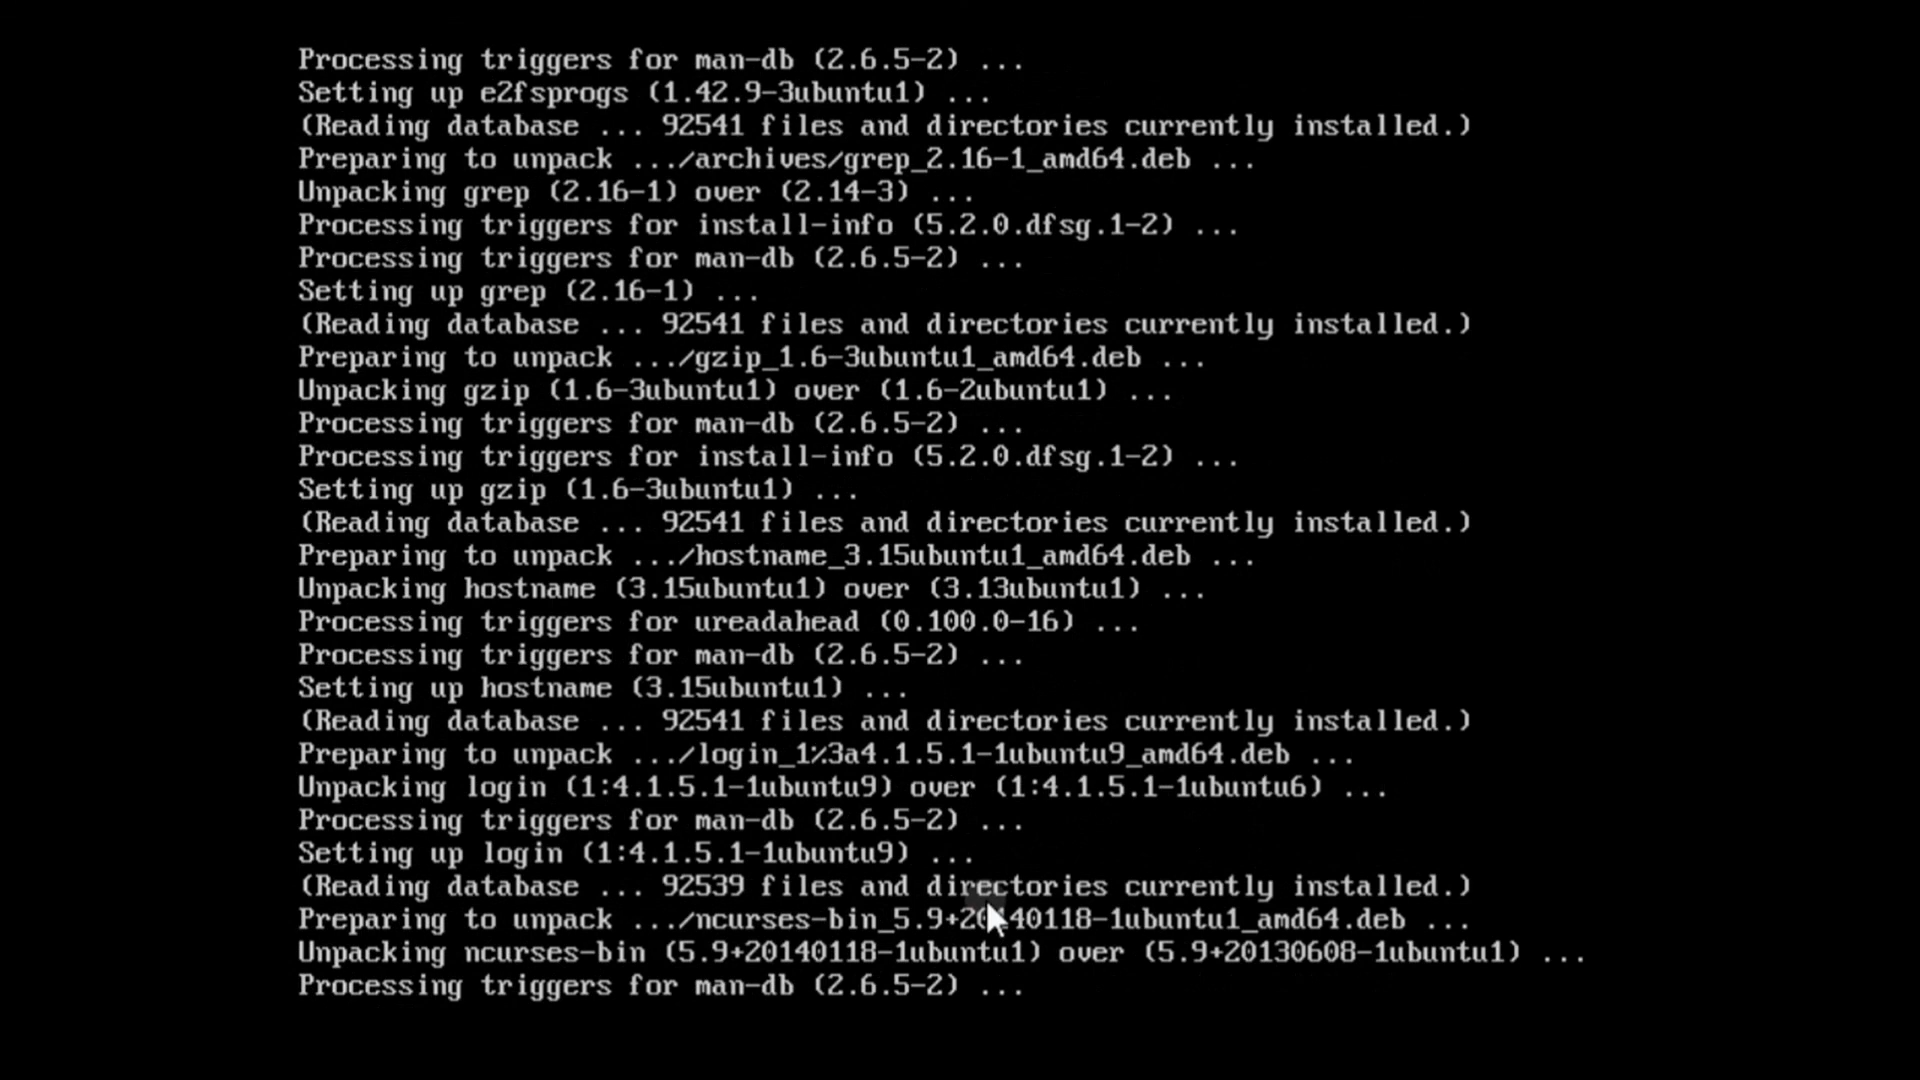 Processing triggers for man-db (2.6.5-2) ...
Setting up e2fsprogs (1.42.9-3ubuntu1) ...
(Reading database ... 92541 files and directories currently installed.)
Preparing to unpack .../archives/grep_2.16-1_amd64.deb ...
Unpacking grep (2.16-1) over (2.14-3) ...
Processing triggers for install-info (5.2.0.dfsg.1-2) ...
Processing triggers for man-db (2.6.5-2) ...
Setting up grep (2.16-1) ...
(Reading database ... 92541 files and directories currently installed.)
Preparing to unpack .../gzip_1.6-3ubuntu1_amd64.deb ...
Unpacking gzip (1.6-3ubuntu1) over (1.6-2ubuntu1) ...
Processing triggers for man-db (2.6.5-2) ...
Processing triggers for install-info (5.2.0.dfsg.1-2) ...
Setting up gzip (1.6-3ubuntu1) ...
(Reading database ... 92541 files and directories currently installed.)
Preparing to unpack .../hostname_3.15ubuntu1_amd64.deb ...
Unpacking hostname (3.15ubuntu1) over (3.13ubuntu1) ...
Processing triggers for ureadahead (0.100.0-16) ...
Processing triggers for man-db (2.6.5-2) ...
Setting up hostname (3.15ubuntu1) ...
(Reading database ... 92541 files and directories currently installed.)
Preparing to unpack .../login_1%3a4.1.5.1-1ubuntu9_amd64.deb ...
Unpacking login (1:4.1.5.1-1ubuntu9) over (1:4.1.5.1-1ubuntu6) ...
Processing triggers for man-db (2.6.5-2) ...
Setting up login (1:4.1.5.1-1ubuntu9) ...
(Reading database ... 92539 files and directories currently installed.)
Preparing to unpack .../ncurses-bin_5.9+20140118-1ubuntu1_amd64.deb ...
Unpacking ncurses-bin (5.9+20140118-1ubuntu1) over (5.9+20130608-1ubuntu1) ...
Processing triggers for man-db (2.6.5-2) ...